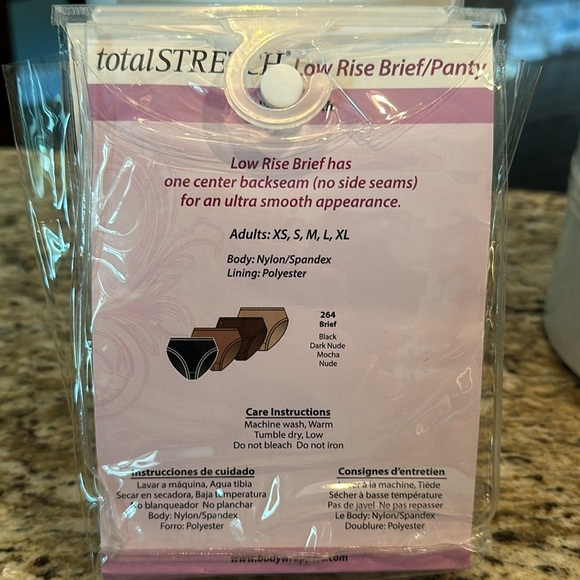 totalSTRETCH® Low Rise Brief/Panty
Low Rise Brief has
one center backseam (no side seams)
for an ultra smooth appearance.
Adults: XS, S, M, L, XL
Body: Nylon/Spandex
Lining: Polyester
264
Brief
Black
Dark Nude
Mocha
Nude
Care Instructions
Machine wash, Warm
Tumble dry, Low
Do not bleach Do not iron
Instrucciones de cuidado
Lavar a máquina, Agua tibia
Secar en secadora, Baja temperatura
No blanqueador No planchar
Body: Nylon/Spandex
Forro: Polyester
Consignes d'entretien
à la machine, Tiède
Sécher à basse température
Pas de javel Ne pas repasser
Le Body: Nylon/Spandex
Doublure: Polyester